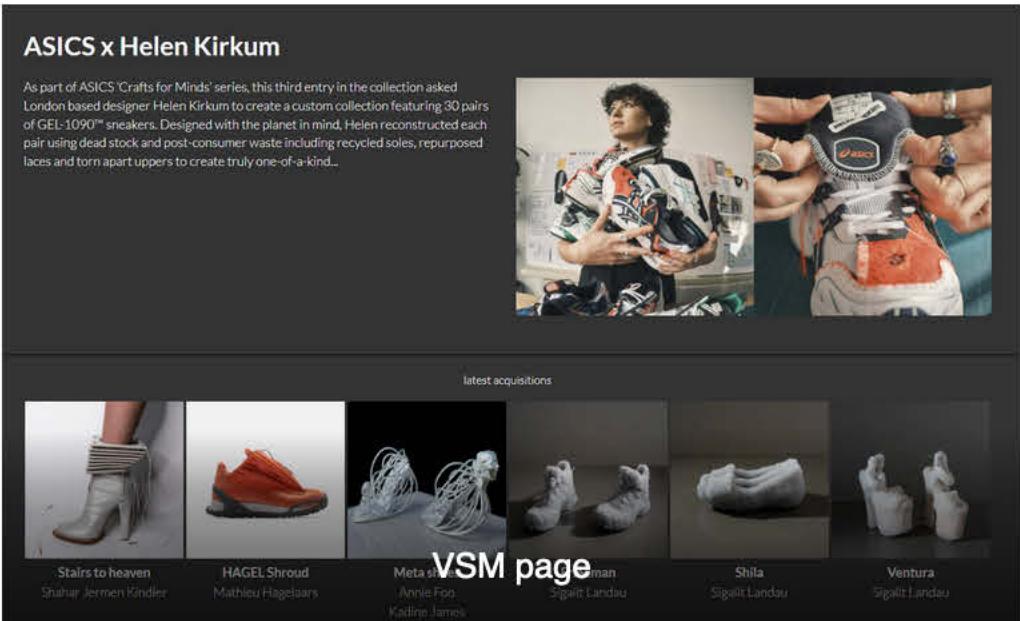 ASICS x Helen Kirkum
As part of ASICS 'Crafts for Minds' series, this third entry in the collection asked
London based designer Helen Kirkum to create a custom collection featuring 30 pairs
of GEL-1090™ sneakers. Designed with the planet in mind, Helen reconstructed each
pair using dead stock and post-consumer waste including recycled soles, repurposed
laces and torn apart uppers to create truly one-of-a-kind...
asics
latest acquisitions
Stairs to heaven
Shahar Jermen Kindler
HAGEL Shroud
Mathieu Hagelaars
Meta
Annie Foo
Kadine James
Sigalit Landau
Shila
Sigalit Landau
Ventura
Sigalit Landau
VSM page